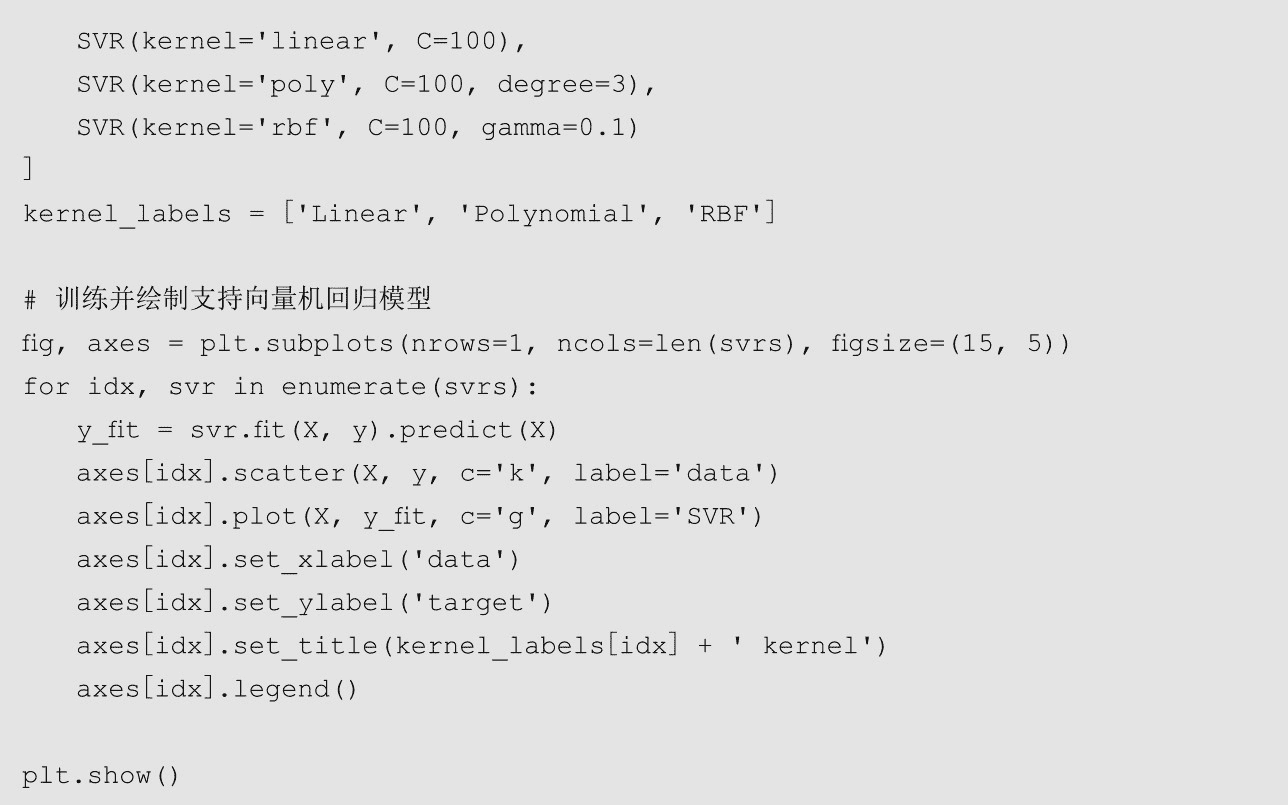 SVR(kernel='linear', C=100),
    SVR(kernel='poly', C=100, degree=3),
    SVR(kernel='rbf', C=100, gamma=0.1)
]
kernel_labels = ['Linear', 'Polynomial', 'RBF']

# 训练并绘制支持向量机回归模型
fig, axes = plt.subplots(nrows=1, ncols=len(svrs), figsize=(15, 5))
for idx, svr in enumerate(svrs):
    y_fit = svr.fit(X, y).predict(X)
    axes[idx].scatter(X, y, c='k', label='data')
    axes[idx].plot(X, y_fit, c='g', label='SVR')
    axes[idx].set_xlabel('data')
    axes[idx].set_ylabel('target')
    axes[idx].set_title(kernel_labels[idx] + ' kernel')
    axes[idx].legend()

plt.show()